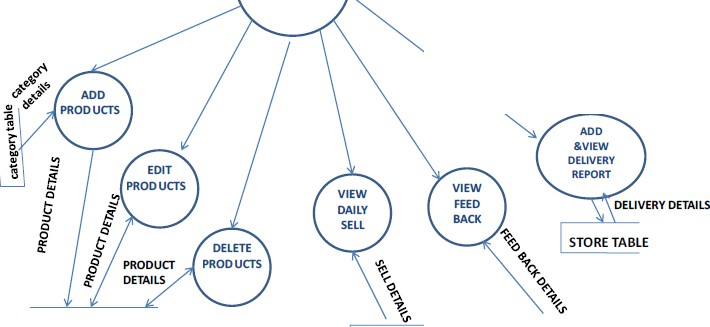 category
details
category table
ADD
PRODUCTS
PRODUCT DETAILS
EDIT
PRODUCTS
PRODUCT DETAILS
DELETE
PRODUCTS
PRODUCT
DETAILS
VIEW
DAILY
SELL
SELL DETAILS
VIEW
FEED
BACK
FEED BACK DETAILS
ADD
&VIEW
DELIVERY
REPORT
DELIVERY DETAILS
STORE TABLE